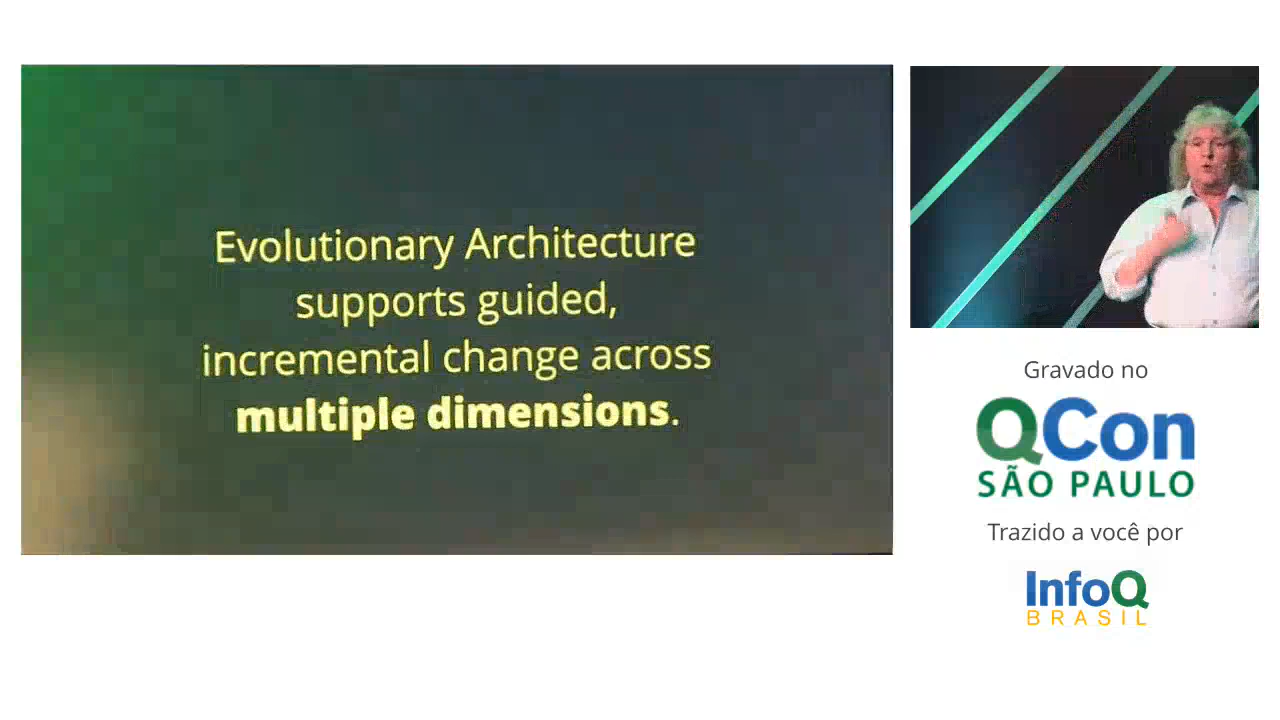 Evolutionary Architecture
supports guided,
incremental change across
multiple dimensions.
Gravado no
QCon
SÃO PAULO
Trazido a você por
InfoQ
BRASIL